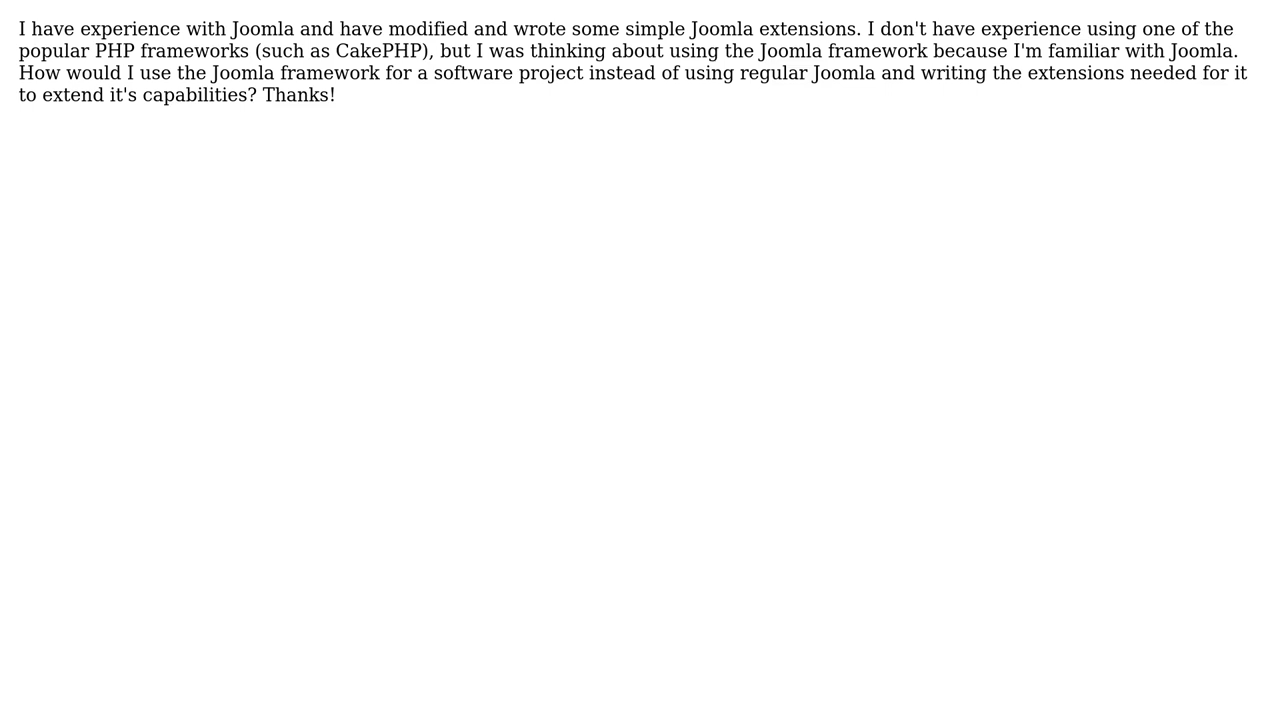 I have experience with Joomla and have modified and wrote some simple Joomla extensions. I don't have experience using one of the
popular PHP frameworks (such as CakePHP), but I was thinking about using the Joomla framework because I'm familiar with Joomla.
How would I use the Joomla framework for a software project instead of using regular Joomla and writing the extensions needed for it
to extend it's capabilities? Thanks!